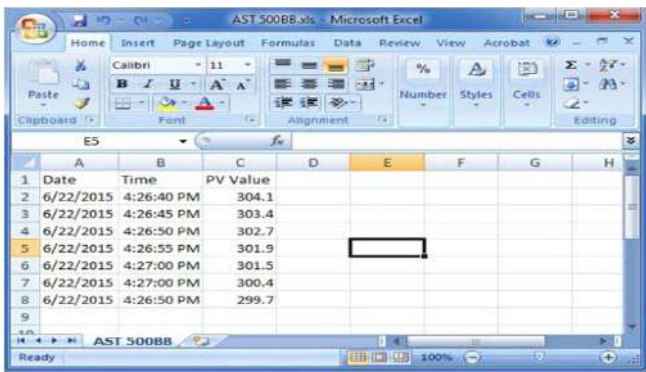 AST 500BB.xls - Microsoft Excel
Home Insert Page Layout Formulas Data Review View Acrobat
Paste
Calibri 11
B I U A A
% Number
A Styles
Cells
Σ
Clipboard Font Alignment Editing
E5 fx
A B C D E F G H
1 Date Time PV Value
2 6/22/2015 4:26:40 PM 304.1
3 6/22/2015 4:26:45 PM 303.4
4 6/22/2015 4:26:50 PM 302.7
5 6/22/2015 4:26:55 PM 301.9
6 6/22/2015 4:27:00 PM 301.5
7 6/22/2015 4:27:00 PM 300.4
8 6/22/2015 4:26:50 PM 299.7
9
10
AST 500BB
Ready 100%